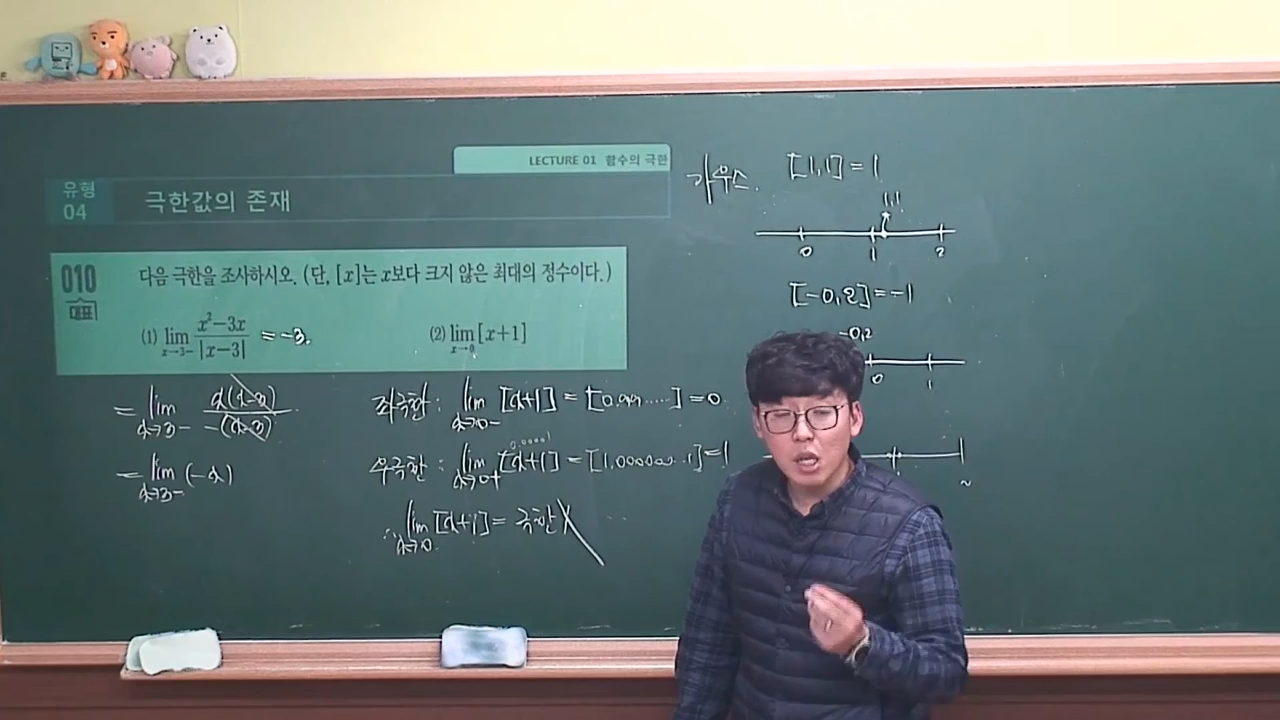 LECTURE 01 함수의 극한
유형
04
극한값의 존재
010
대표
다음 극한을 조사하시오. (단, [x]는 x보다 크지 않은 최대의 정수이다.)
(1) lim x→3− x²−3x / |x−3| = −3.
(2) lim x→0 [x+1]
= lim x→3− x(x−3) / −(x−3)
= lim x→3− (−x)
좌극한 : lim x→0− [x+1] = [0.99.....] = 0
0.00001
우극한 : lim x→0+ [x+1] = [1.000000..1] = 1
∴ lim x→0 [x+1] = 극한 X
가우스. [1,1] = 1
1,1
0 1 2
[−0,2] = −1
−0,2
0 1